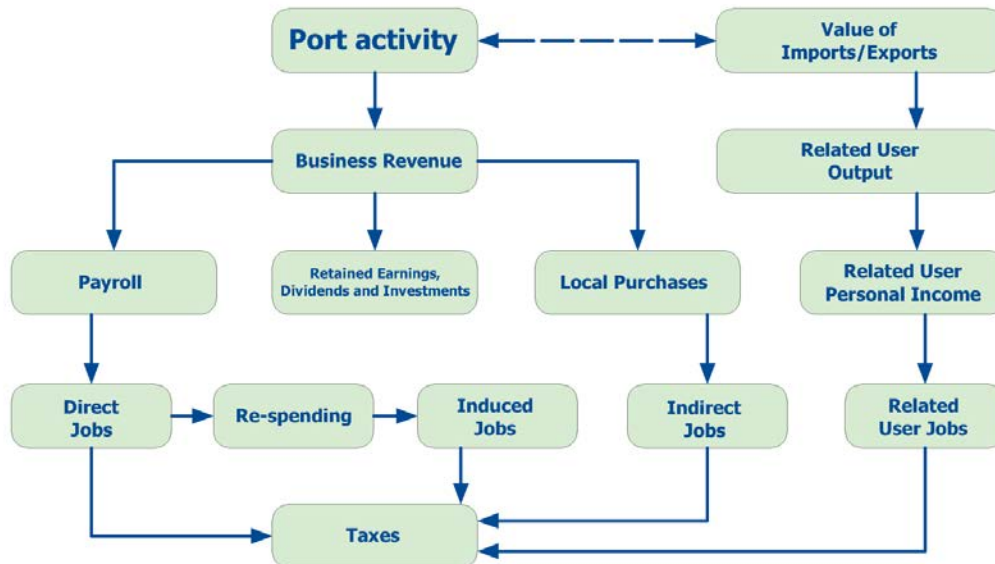 Port activity
Value of
Imports/Exports
Business Revenue
Related User
Output
Payroll
Retained Earnings,
Dividends and Investments
Local Purchases
Related User
Personal Income
Direct
Jobs
Re-spending
Induced
Jobs
Indirect
Jobs
Related
User Jobs
Taxes